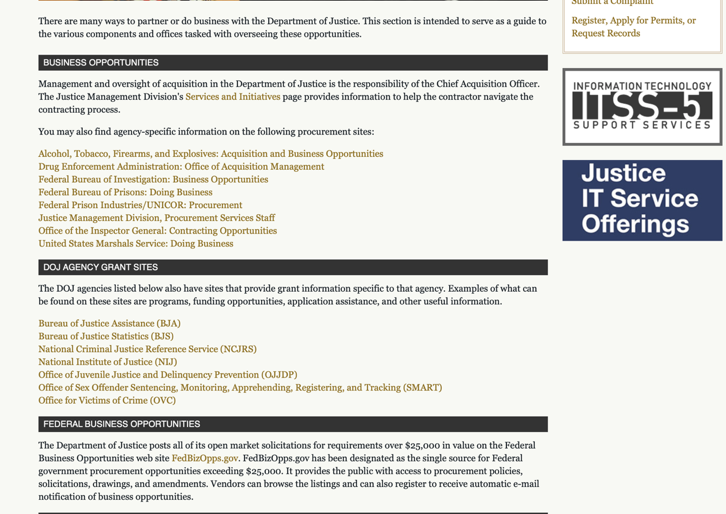 There are many ways to partner or do business with the Department of Justice. This section is intended to serve as a guide to
the various components and offices tasked with overseeing these opportunities.
BUSINESS OPPORTUNITIES
Management and oversight of acquisition in the Department of Justice is the responsibility of the Chief Acquisition Officer.
The Justice Management Division's Services and Initiatives page provides information to help the contractor navigate the
contracting process.
You may also find agency-specific information on the following procurement sites:
Alcohol, Tobacco, Firearms, and Explosives: Acquisition and Business Opportunities
Drug Enforcement Administration: Office of Acquisition Management
Federal Bureau of Investigation: Business Opportunities
Federal Bureau of Prisons: Doing Business
Federal Prison Industries/UNICOR: Procurement
Justice Management Division, Procurement Services Staff
Office of the Inspector General: Contracting Opportunities
United States Marshals Service: Doing Business
DOJ AGENCY GRANT SITES
The DOJ agencies listed below also have sites that provide grant information specific to that agency. Examples of what can
be found on these sites are programs, funding opportunities, application assistance, and other useful information.
Bureau of Justice Assistance (BJA)
Bureau of Justice Statistics (BJS)
National Criminal Justice Reference Service (NCJRS)
National Institute of Justice (NIJ)
Office of Juvenile Justice and Delinquency Prevention (OJJDP)
Office of Sex Offender Sentencing, Monitoring, Apprehending, Registering, and Tracking (SMART)
Office for Victims of Crime (OVC)
FEDERAL BUSINESS OPPORTUNITIES
The Department of Justice posts all of its open market solicitations for requirements over $25,000 in value on the Federal
Business Opportunities web site FedBizOpps.gov. FedBizOpps.gov has been designated as the single source for Federal
government procurement opportunities exceeding $25,000. It provides the public with access to procurement policies,
solicitations, drawings, and amendments. Vendors can browse the listings and can also register to receive automatic e-mail
notification of business opportunities.
Submit a Complaint
Register, Apply for Permits, or
Request Records
INFORMATION TECHNOLOGY
ITSS-5
SUPPORT SERVICES
Justice
IT Service
Offerings